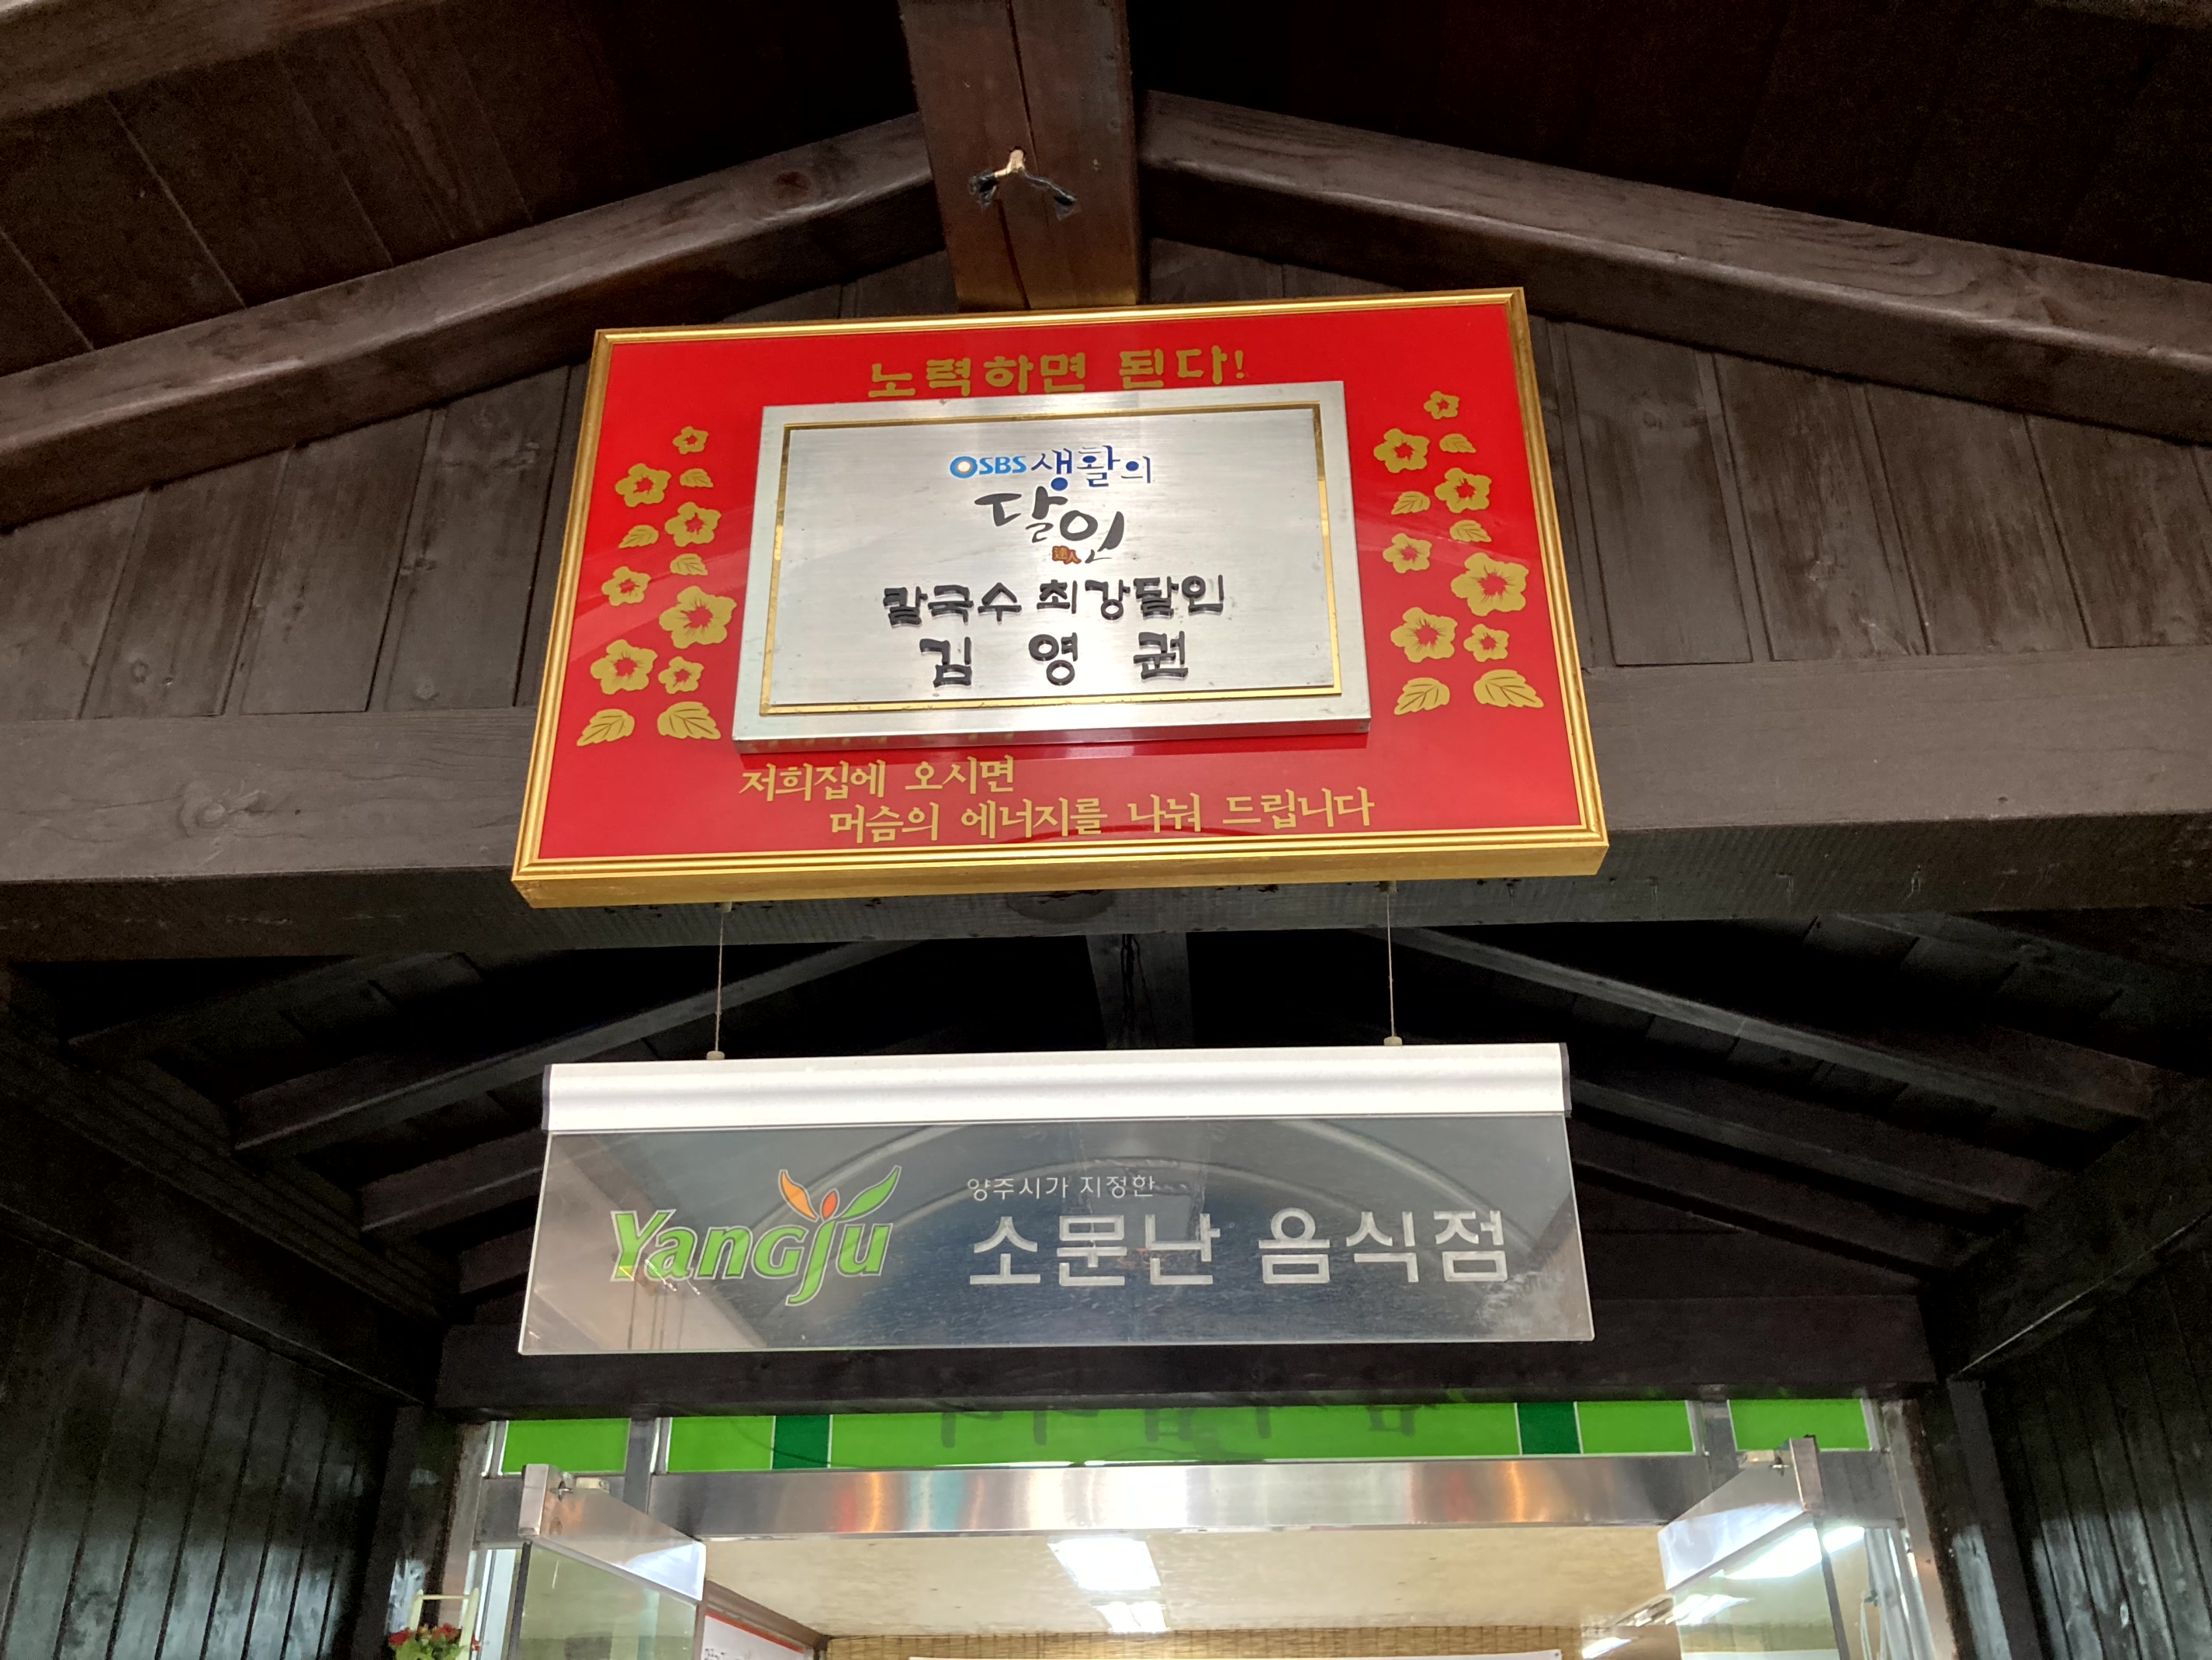 노력하면 된다!
SBS 생활의
달인
達人
칼국수 최강달인
김 영 권
저희집에 오시면
머슴의 에너지를 나눠 드립니다
양주시가 지정한
Yangju 소문난 음식점